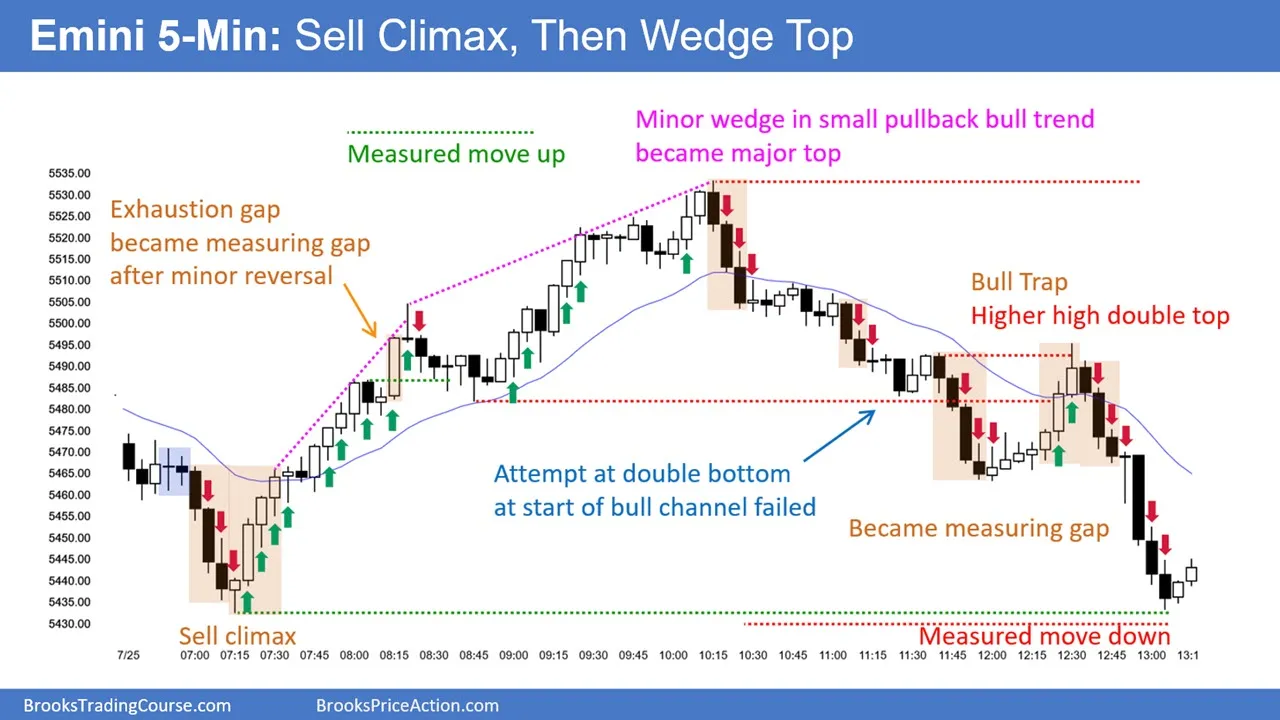 Emini 5-Min: Sell Climax, Then Wedge Top
Minor wedge in small pullback bull trend
became major top
Measured move up
5535.00
5530.00
5525.00
5520.00
5515.00
5510.00
5505.00
5500.00
5495.00
5490.00
5485.00
5480.00
5475.00
5470.00
5465.00
5460.00
5455.00
5450.00
5445.00
5440.00
5435.00
5430.00
Exhaustion gap
became measuring gap
after minor reversal
Bull Trap
Higher high double top
Attempt at double bottom
at start of bull channel failed
Became measuring gap
Sell climax
Measured move down
7/25 07:00 07:15 07:30 07:45 08:00 08:15 08:30 08:45 09:00 09:15 09:30 09:45 10:00 10:15 10:30 10:45 11:00 11:15 11:30 11:45 12:00 12:15 12:30 12:45 13:00 13:1
BrooksTradingCourse.com
BrooksPriceAction.com